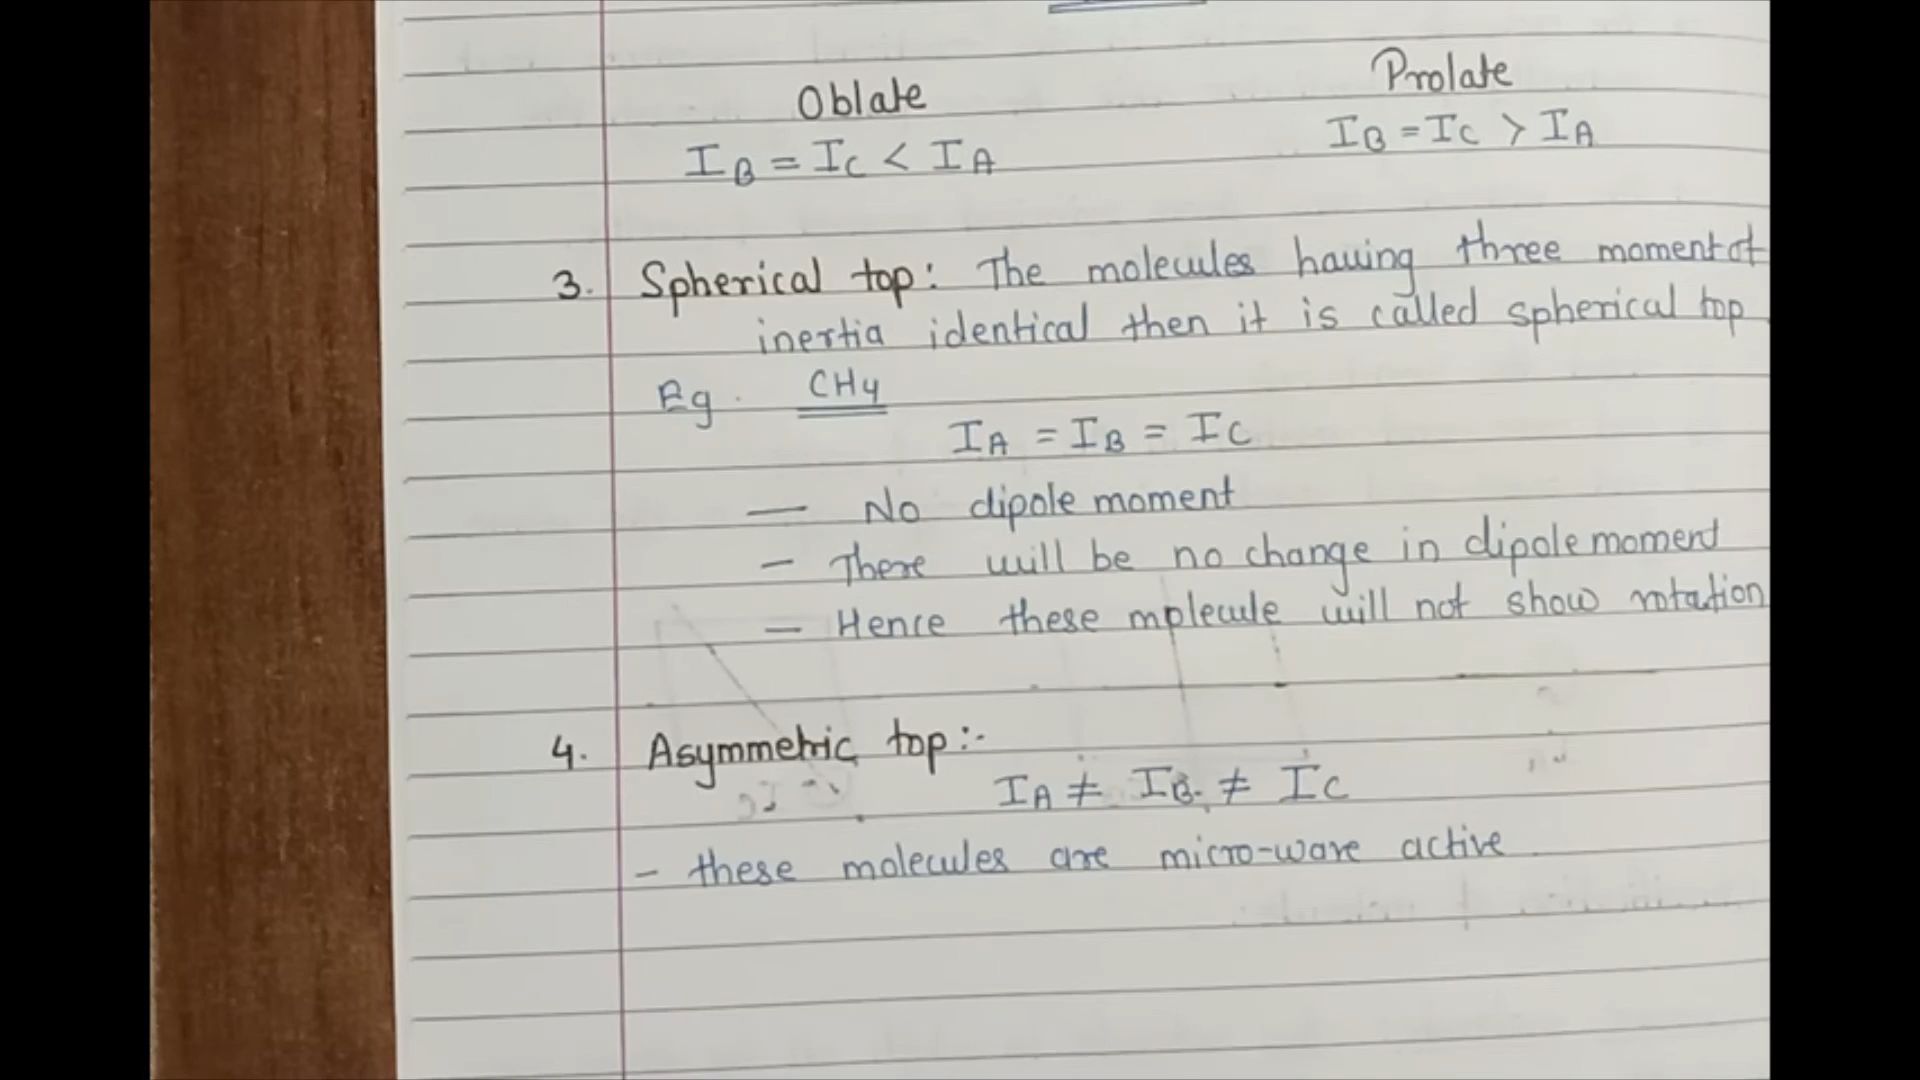 Oblate Prolate
IB = IC < IA IB = IC > IA
3. Spherical top: The molecules having three moment of
inertia identical then it is called spherical top
Eg. CH4
IA = IB = IC
— No dipole moment
- There will be no change in dipole moment
- Hence these molecule will not show rotation
4. Asymmetric top:-
IA ≠ IB ≠ IC
- these molecules are micro-wave active